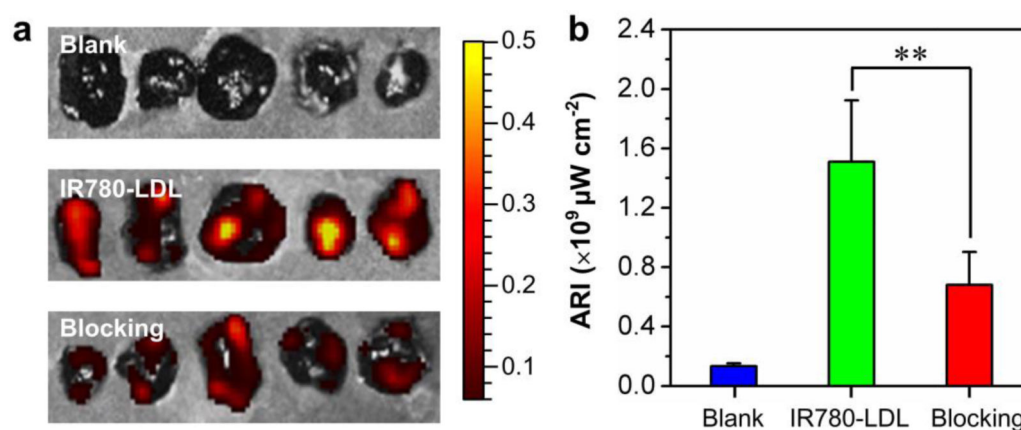 a
Blank
IR780-LDL
Blocking
0.5
0.4
0.3
0.2
0.1
b
ARI (×10⁹ μW cm⁻²)
2.4
2.0
1.6
1.2
0.8
0.4
0.0
**
Blank IR780-LDL Blocking